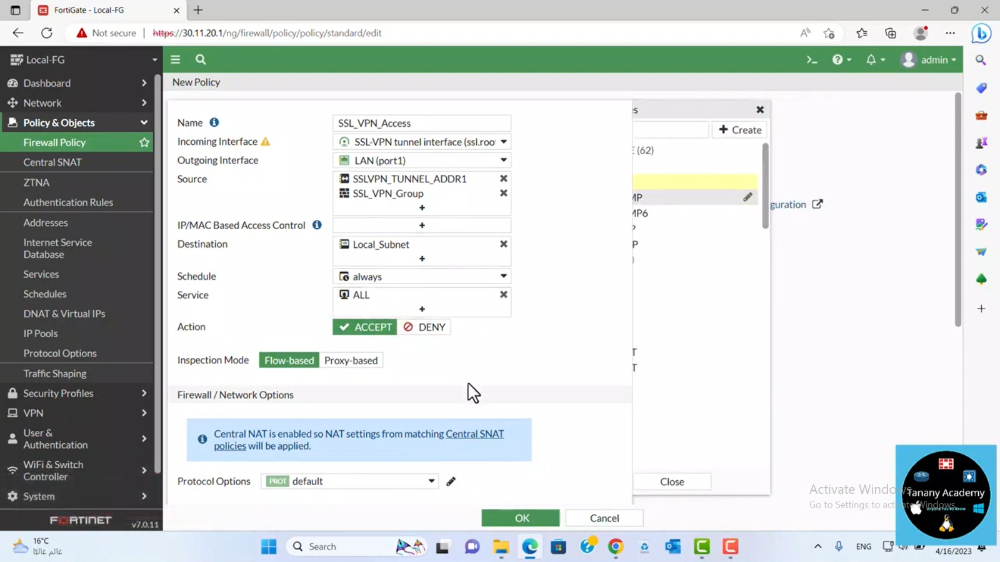 FortiGate - Local-FG
Not secure
https://30.11.20.1/ng/firewall/policy/policy/standard/edit
Local-FG
admin
Dashboard
Network
Policy & Objects
Firewall Policy
Central SNAT
ZTNA
Authentication Rules
Addresses
Internet Service
Database
Services
Schedules
DNAT & Virtual IPs
IP Pools
Protocol Options
Traffic Shaping
Security Profiles
VPN
User &
Authentication
WiFi & Switch
Controller
System
FORTINET
v7.0.11
New Policy
Name
SSL_VPN_Access
Incoming Interface
SSL-VPN tunnel interface (ssl.roo
Outgoing Interface
LAN (port1)
Source
SSLVPN_TUNNEL_ADDR1
SSL_VPN_Group
IP/MAC Based Access Control
Destination
Local_Subnet
Schedule
always
Service
ALL
Action
ACCEPT
DENY
Inspection Mode
Flow-based
Proxy-based
Firewall / Network Options
Central NAT is enabled so NAT settings from matching Central SNAT
policies will be applied.
Protocol Options
PROT
default
OK
Cancel
es
Create
E (62)
MP
MP6
P
P
)
T
T
guration
Close
Activate Windows
Go to Settings to activate Windows.
Tanany Academy
anyone has to know
16°C
غائم غالبًا
Search
ENG
4/16/2023